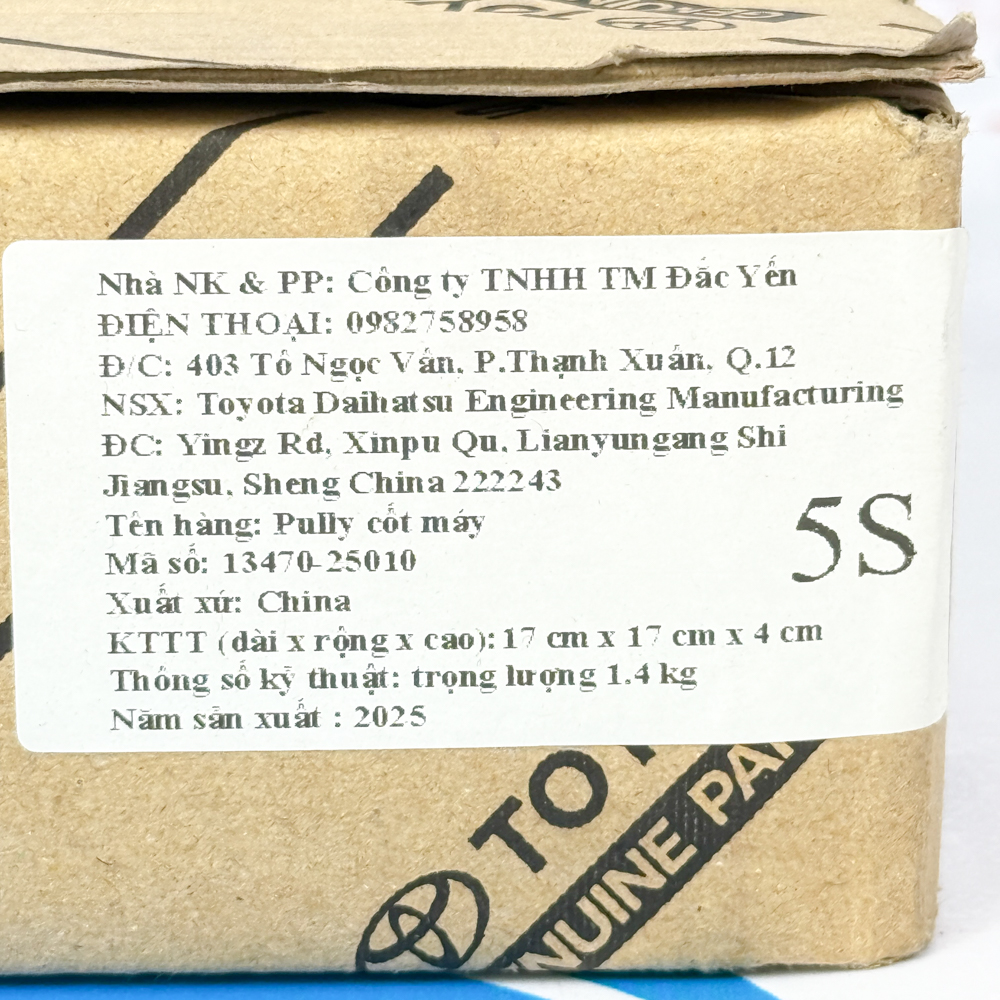 TOY
GENUINE
Nhà NK & PP: Công ty TNHH TM Đắc Yến
ĐIỆN THOẠI: 0982758958
Đ/C: 403 Tô Ngọc Vân, P.Thạnh Xuân, Q.12
NSX: Toyota Daihatsu Engineering Manufacturing
ĐC: Yingz Rd, Xinpu Qu, Lianyungang Shi
Jiangsu, Sheng China 222243
Tên hàng: Pully cốt máy
Mã số: 13470-25010
Xuất xứ: China
KTTT (dài x rộng x cao): 17 cm x 17 cm x 4 cm
Thông số kỹ thuật: trọng lượng 1.4 kg
Năm sản xuất : 2025
5S
TOY
GENUINE PA